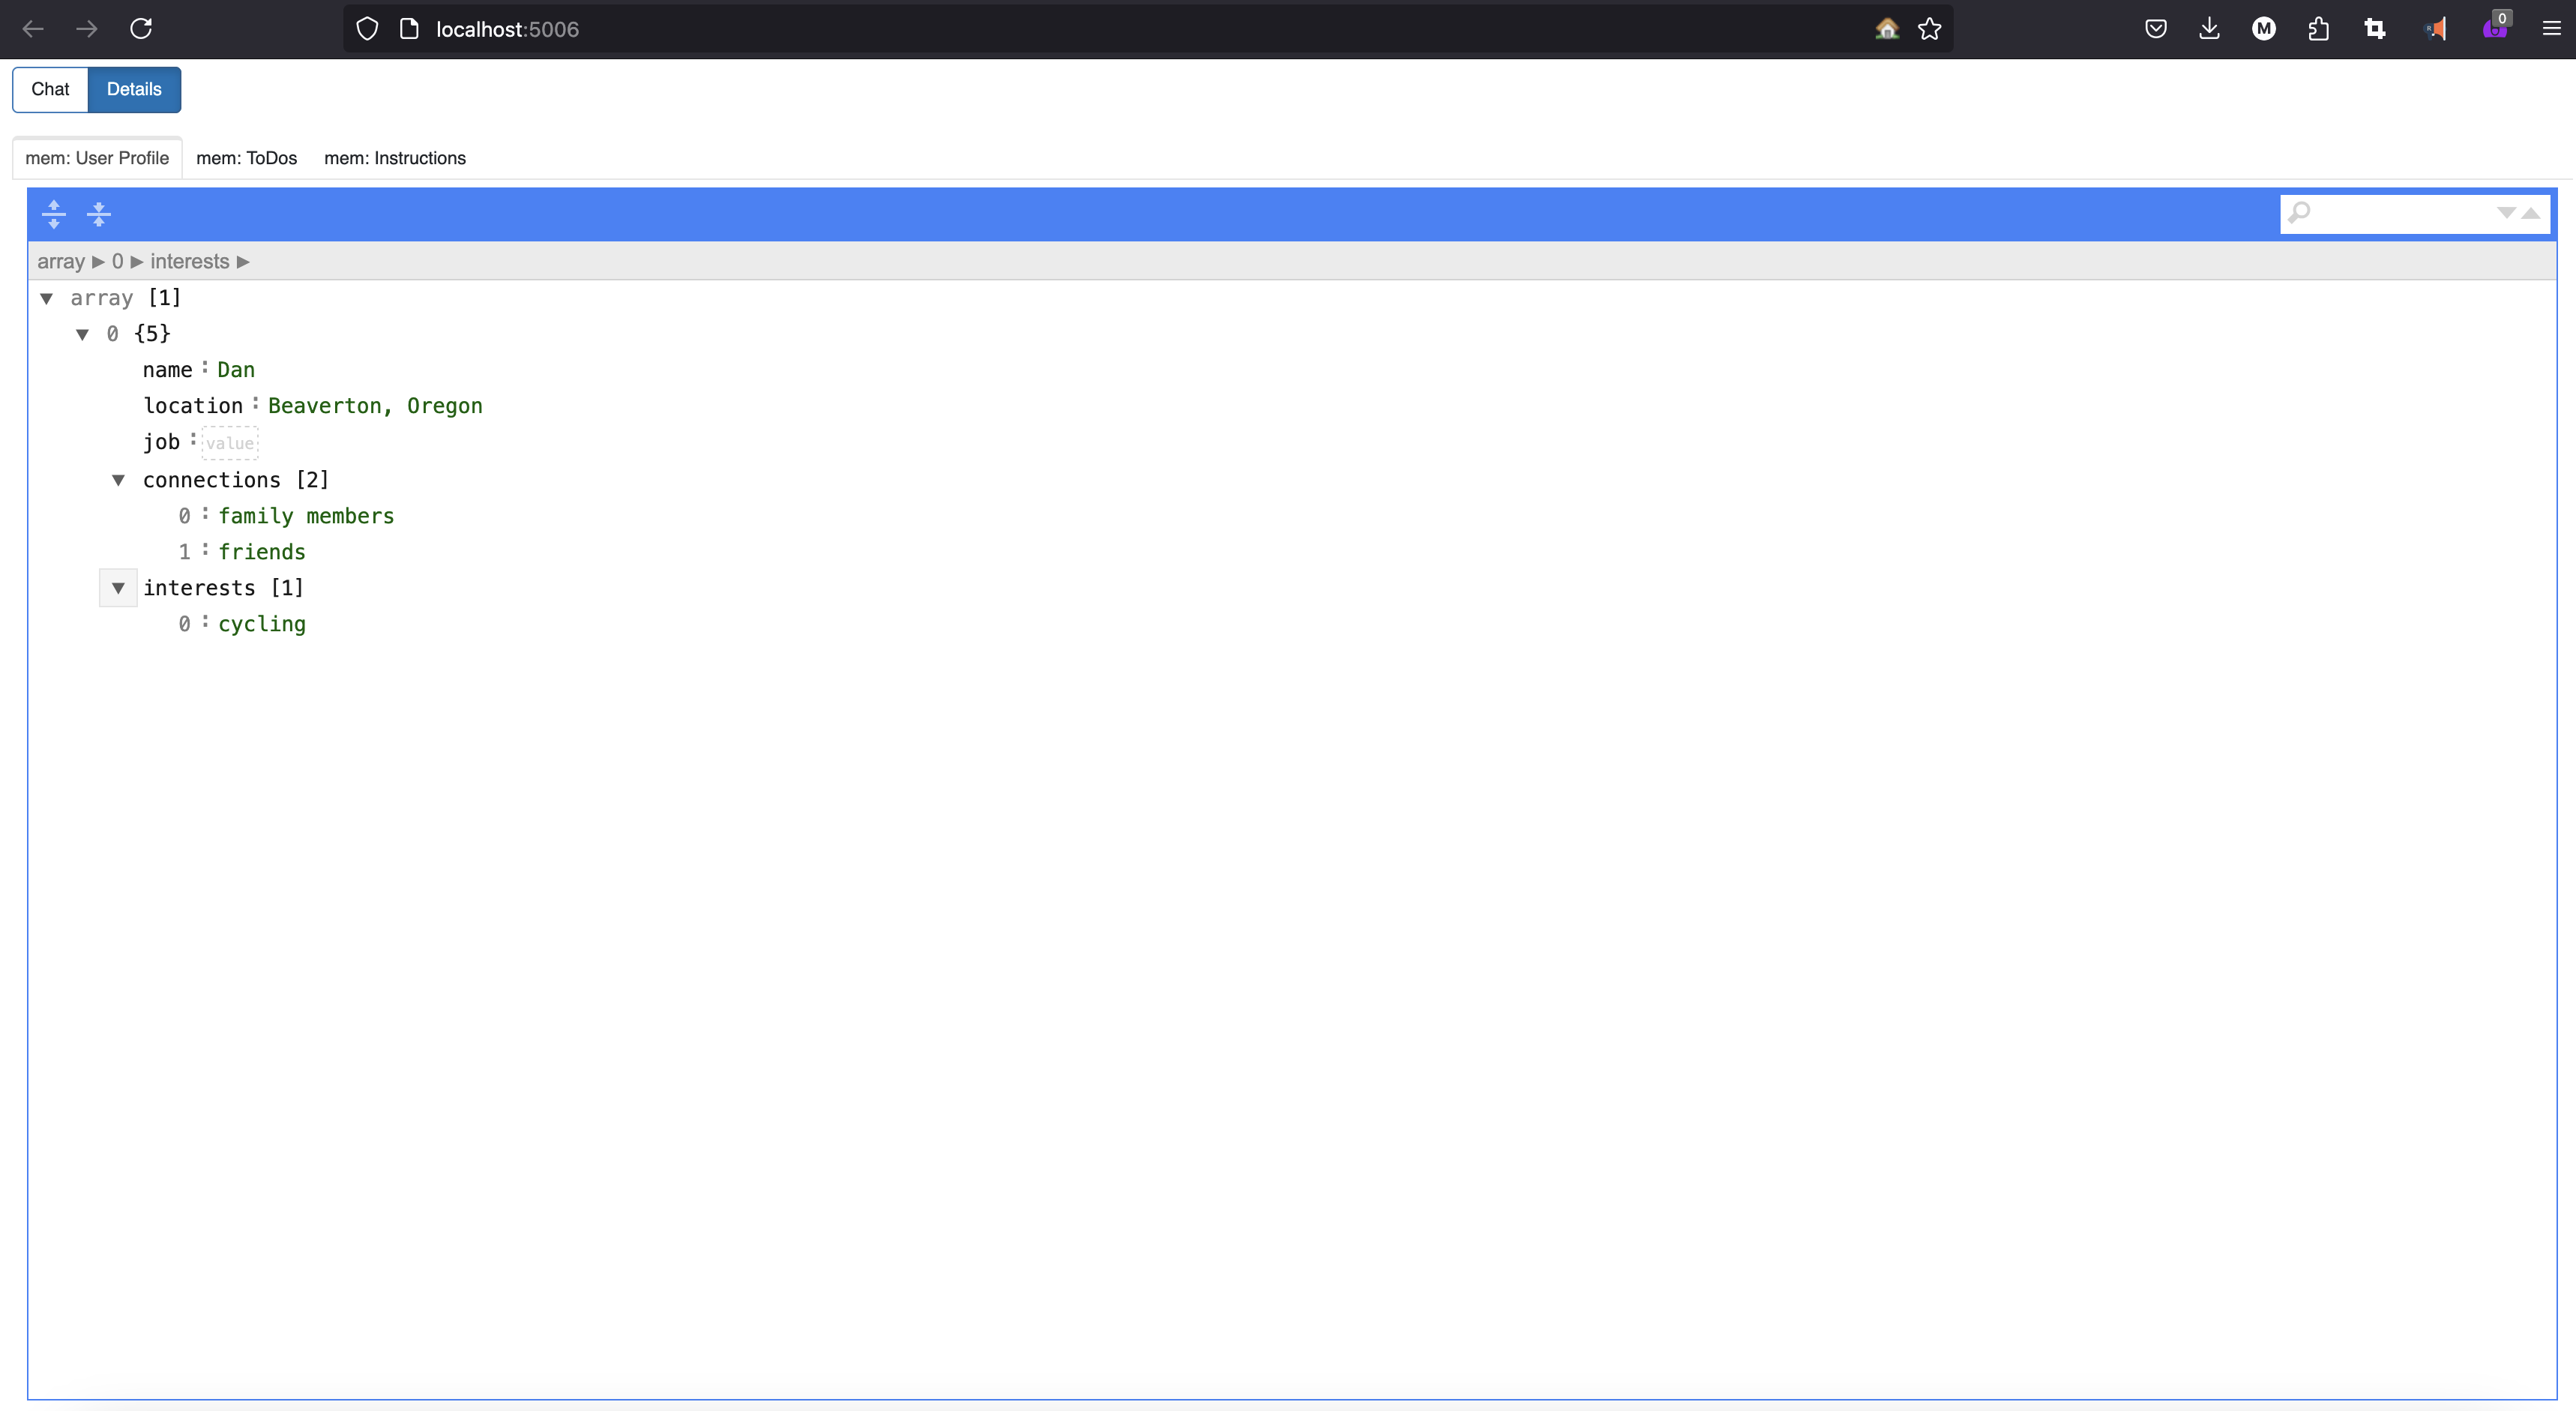 localhost:5006
0
Chat Details
mem: User Profile mem: ToDos mem: Instructions
array ▶ 0 ▶ interests ▶
▼ array [1]
▼ 0 {5}
name : Dan
location : Beaverton, Oregon
job : value
▼ connections [2]
0 : family members
1 : friends
▼ interests [1]
0 : cycling